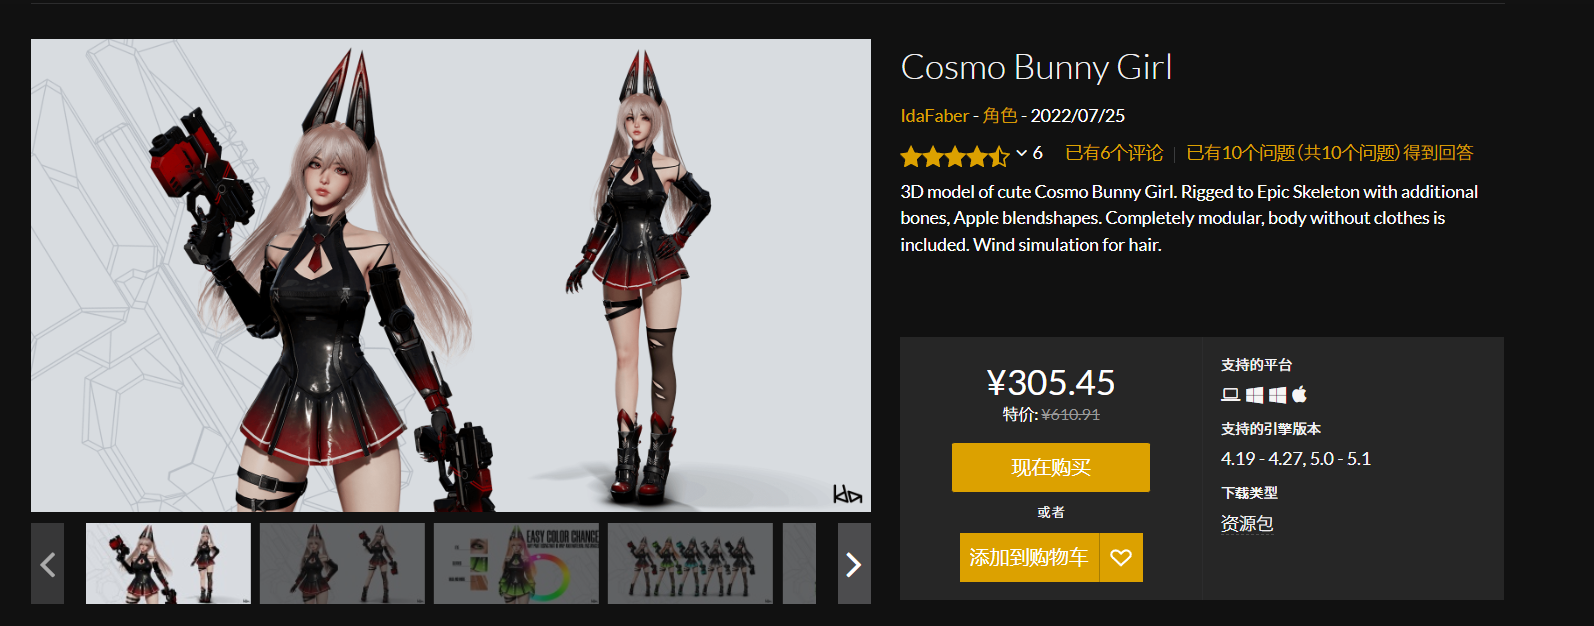 Cosmo Bunny Girl
IdaFaber - 角色 - 2022/07/25
6 已有6个评论 已有10个问题 (共10个问题) 得到回答
3D model of cute Cosmo Bunny Girl. Rigged to Epic Skeleton with additional
bones, Apple blendshapes. Completely modular, body without clothes is
included. Wind simulation for hair.
Ida
EASY COLOR CHANGE
¥305.45
特价: ¥610.91
现在购买
或者
添加到购物车
支持的平台
支持的引擎版本
4.19 - 4.27, 5.0 - 5.1
下载类型
资源包